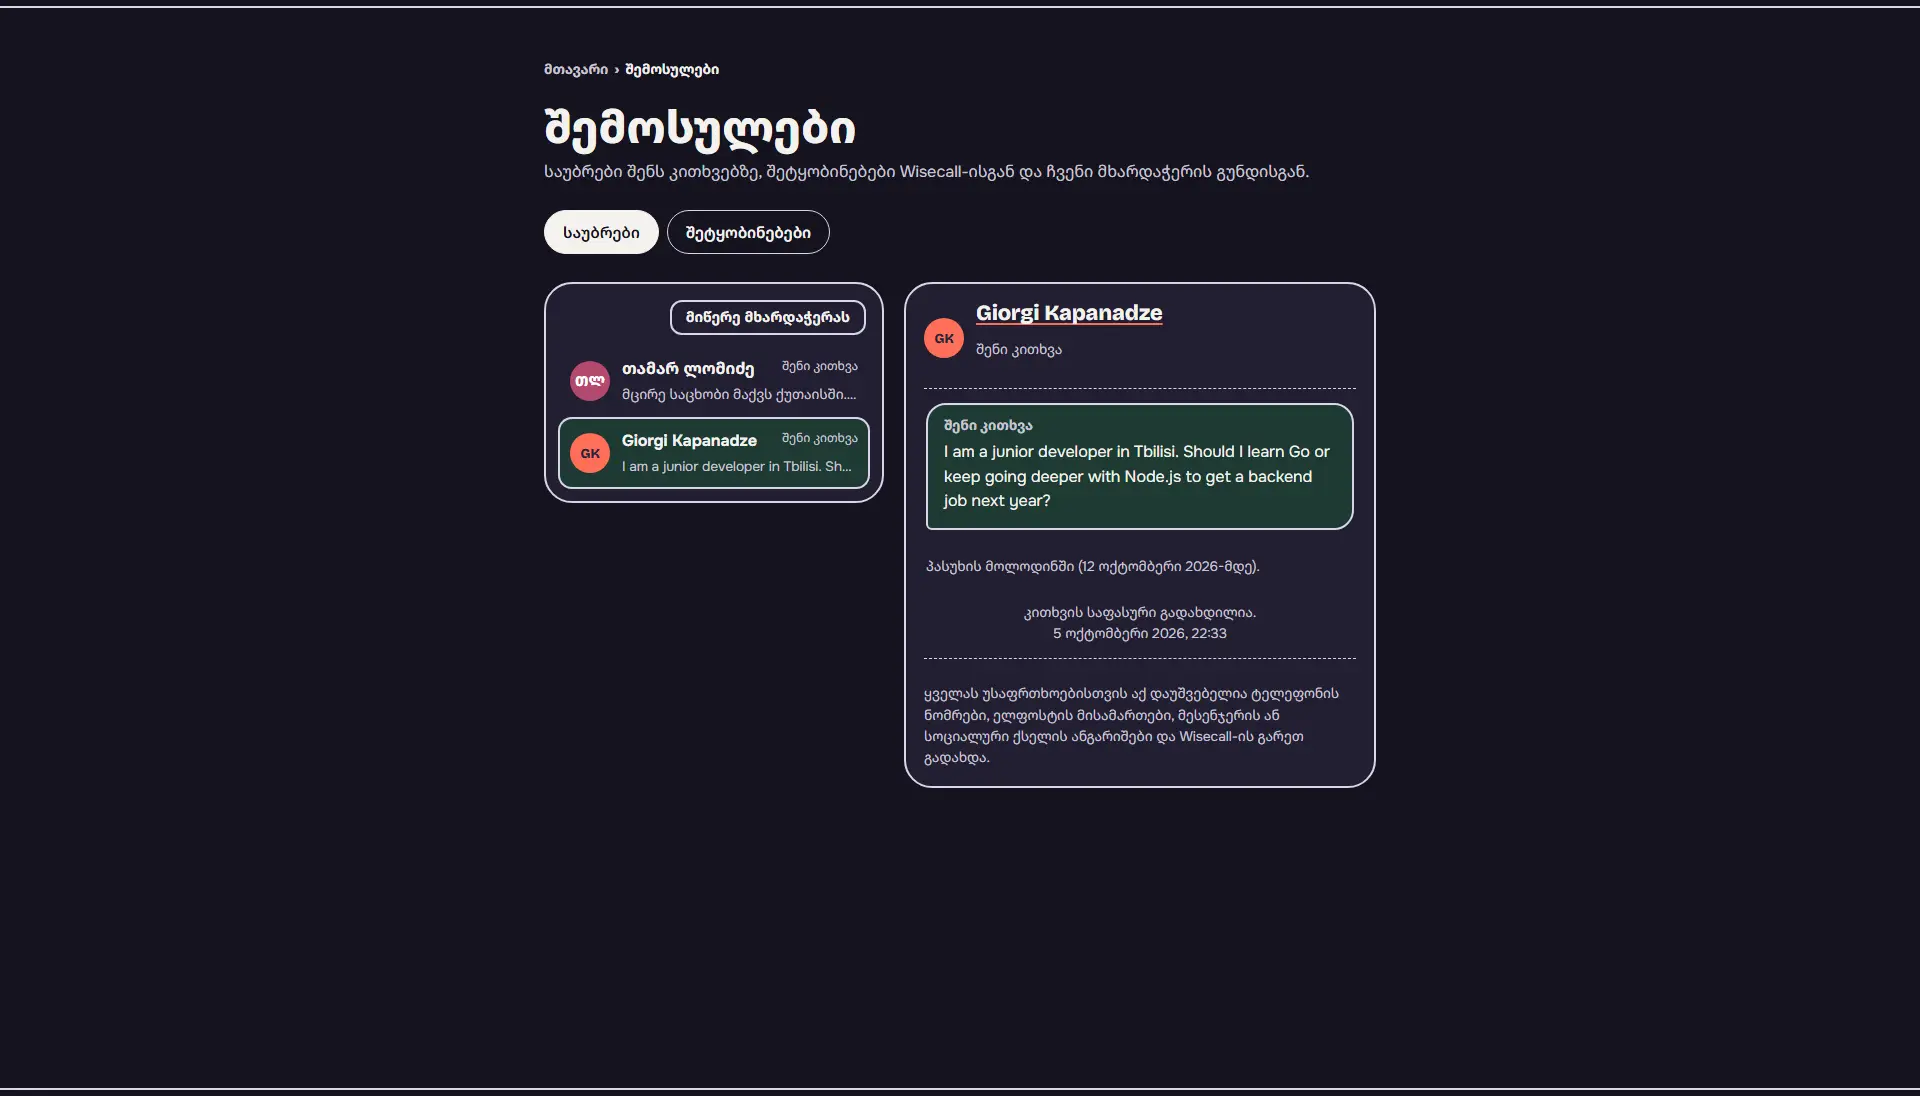 მთავარი › შემოსულები
შემოსულები
საუბრები შენს კითხვებზე, შეტყობინებები Wisecall-ისგან და ჩვენი მხარდაჭერის გუნდისგან.
საუბრები
შეტყობინებები
მიწერე მხარდაჭერას
თლ
თამარ ლომიძე
შენი კითხვა
მცირე საცხობი მაქვს ქუთაისში....
GK
Giorgi Kapanadze
შენი კითხვა
I am a junior developer in Tbilisi. Sh...
GK
Giorgi Kapanadze
შენი კითხვა
შენი კითხვა
I am a junior developer in Tbilisi. Should I learn Go or
keep going deeper with Node.js to get a backend
job next year?
პასუხის მოლოდინში (12 ოქტომბერი 2026-მდე).
კითხვის საფასური გადახდილია.
5 ოქტომბერი 2026, 22:33
ყველას უსაფრთხოებისთვის აქ დაუშვებელია ტელეფონის
ნომრები, ელფოსტის მისამართები, მესენჯერის ან
სოციალური ქსელის ანგარიშები და Wisecall-ის გარეთ
გადახდა.